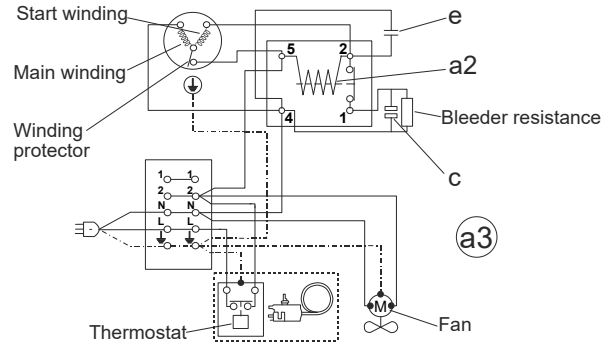 Start winding
e
5 2
a2
Main winding
4 1
Bleeder resistance
Winding
protector
c
1 1
2 2
N N
L L
a3
M
Thermostat
Fan